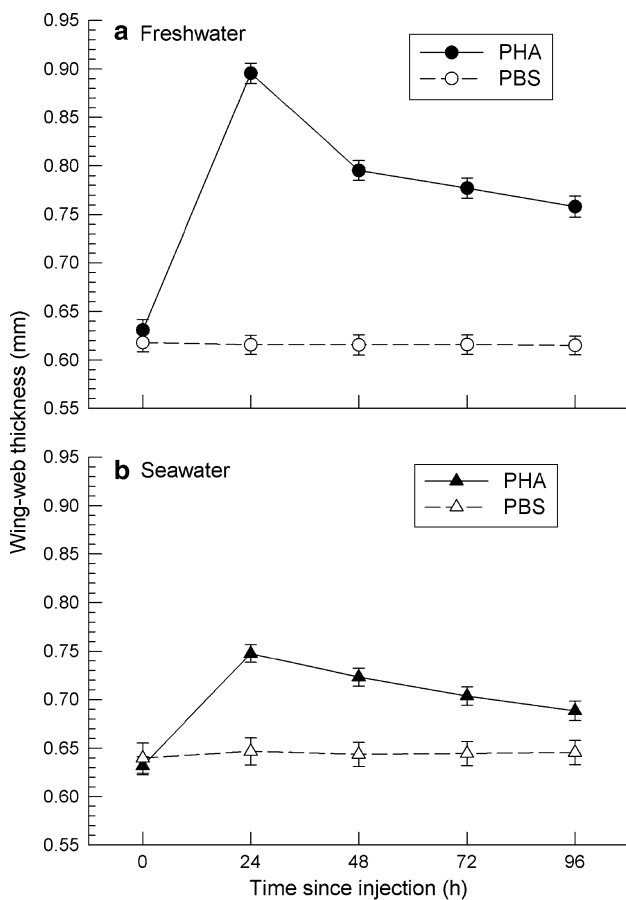 a Freshwater
PHA
PBS
0.95
0.90
0.85
0.80
0.75
0.70
0.65
0.60
0.55
Wing-web thickness (mm)
b Seawater
PHA
PBS
0.95
0.90
0.85
0.80
0.75
0.70
0.65
0.60
0.55
0 24 48 72 96
Time since injection (h)